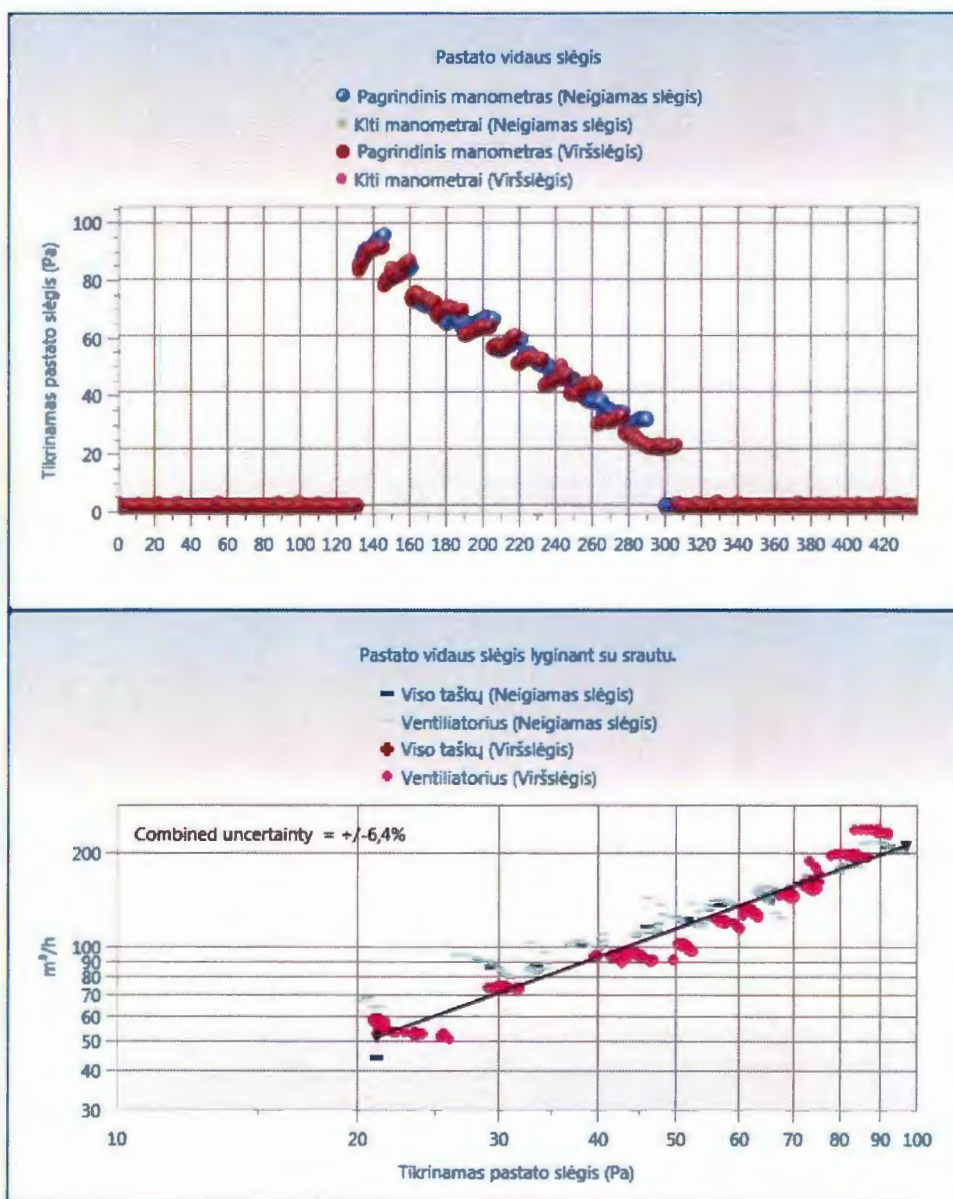 Pastato vidaus slėgis
Pagrindinis manometras (Neigiamas slėgis)
Kiti manometrai (Neigiamas slėgis)
Pagrindinis manometras (Viršslėgis)
Kiti manometrai (Viršslėgis)
Tikrinamas pastato slėgis (Pa)
100
80
60
40
20
0
0 20 40 60 80 100 120 140 160 180 200 220 240 260 280 300 320 340 360 380 400 420
Pastato vidaus slėgis lyginant su srautu.
Viso taškų (Neigiamas slėgis)
Ventiliatorius (Neigiamas slėgis)
Viso taškų (Viršslėgis)
Ventiliatorius (Viršslėgis)
Combined uncertainty = +/-6,4%
m³/h
200
100
90
80
70
60
50
40
30
10 20 30 40 50 60 70 80 90 100
Tikrinamas pastato slėgis (Pa)